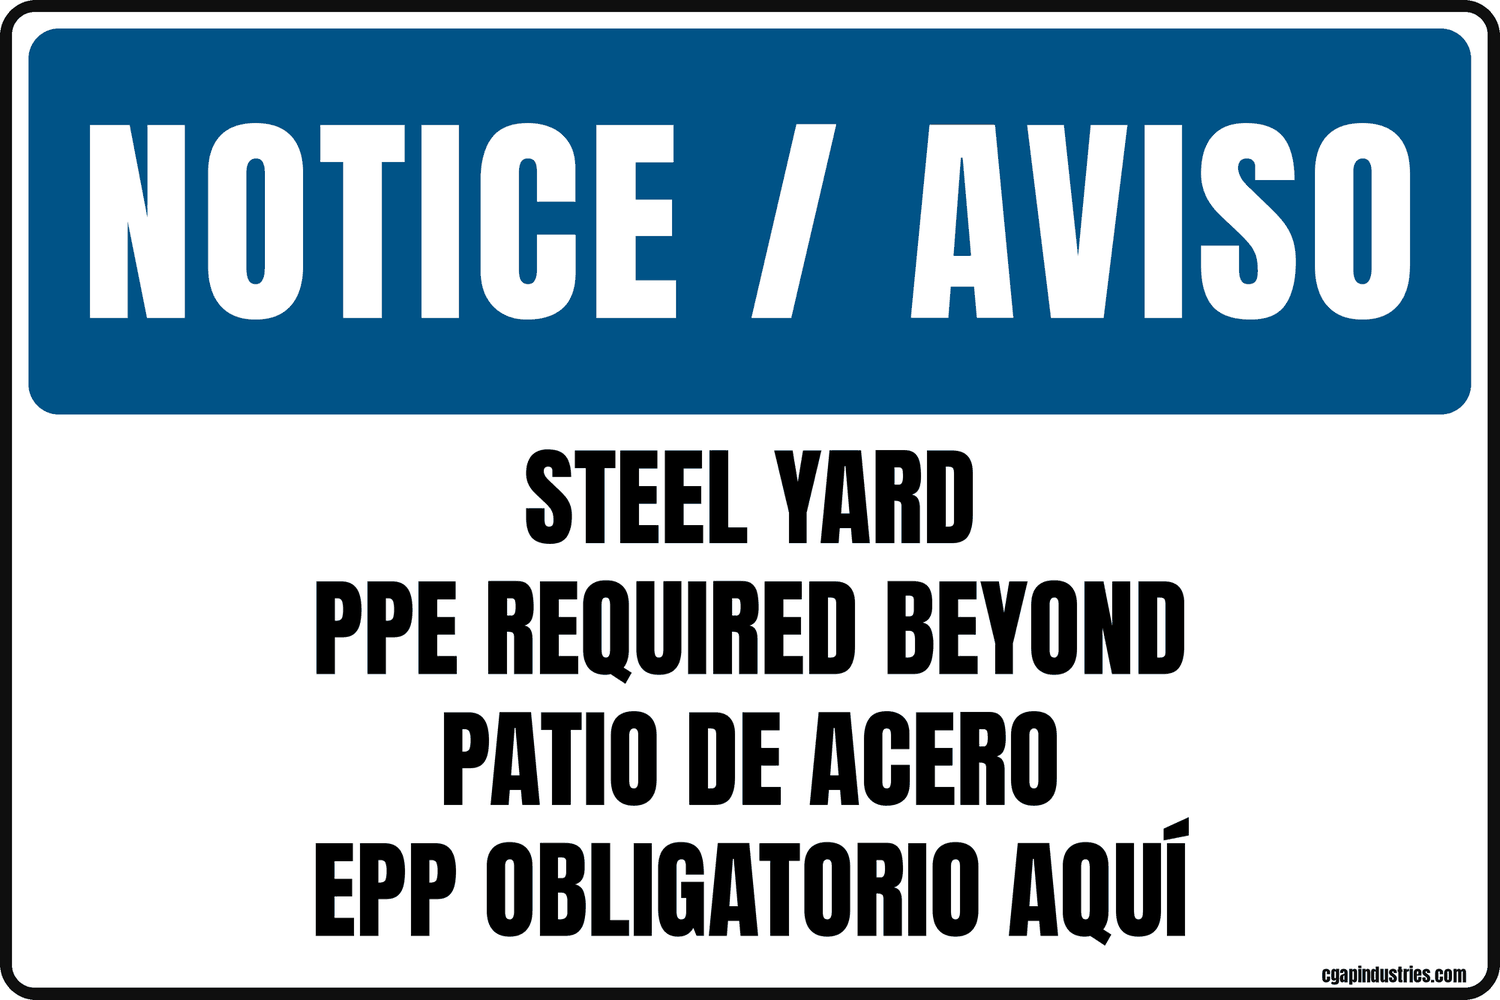 NOTICE / AVISO
STEEL YARD
PPE REQUIRED BEYOND
PATIO DE ACERO
EPP OBLIGATORIO AQUÍ
cgapindustries.com